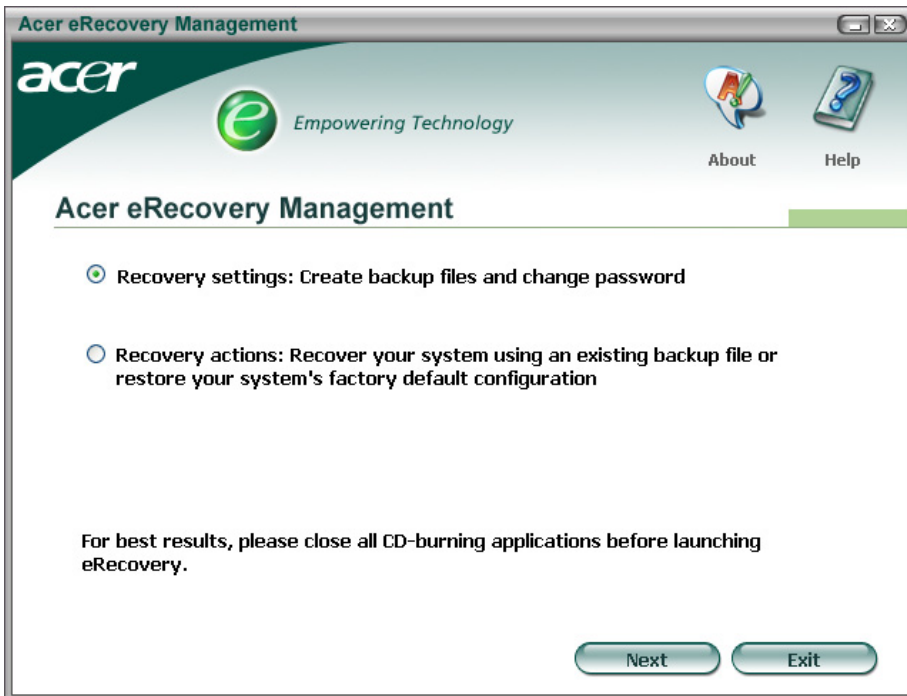 Acer eRecovery Management
acer
e Empowering Technology
About Help
Acer eRecovery Management
Recovery settings: Create backup files and change password
Recovery actions: Recover your system using an existing backup file or
restore your system's factory default configuration
For best results, please close all CD-burning applications before launching
eRecovery.
Next Exit